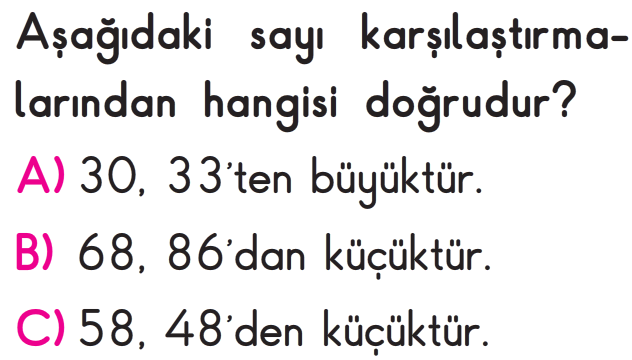 Aşağıdaki sayı karşılaştırma-
larından hangisi doğrudur?
A) 30, 33'ten büyüktür.
B) 68, 86'dan küçüktür.
C) 58, 48'den küçüktür.